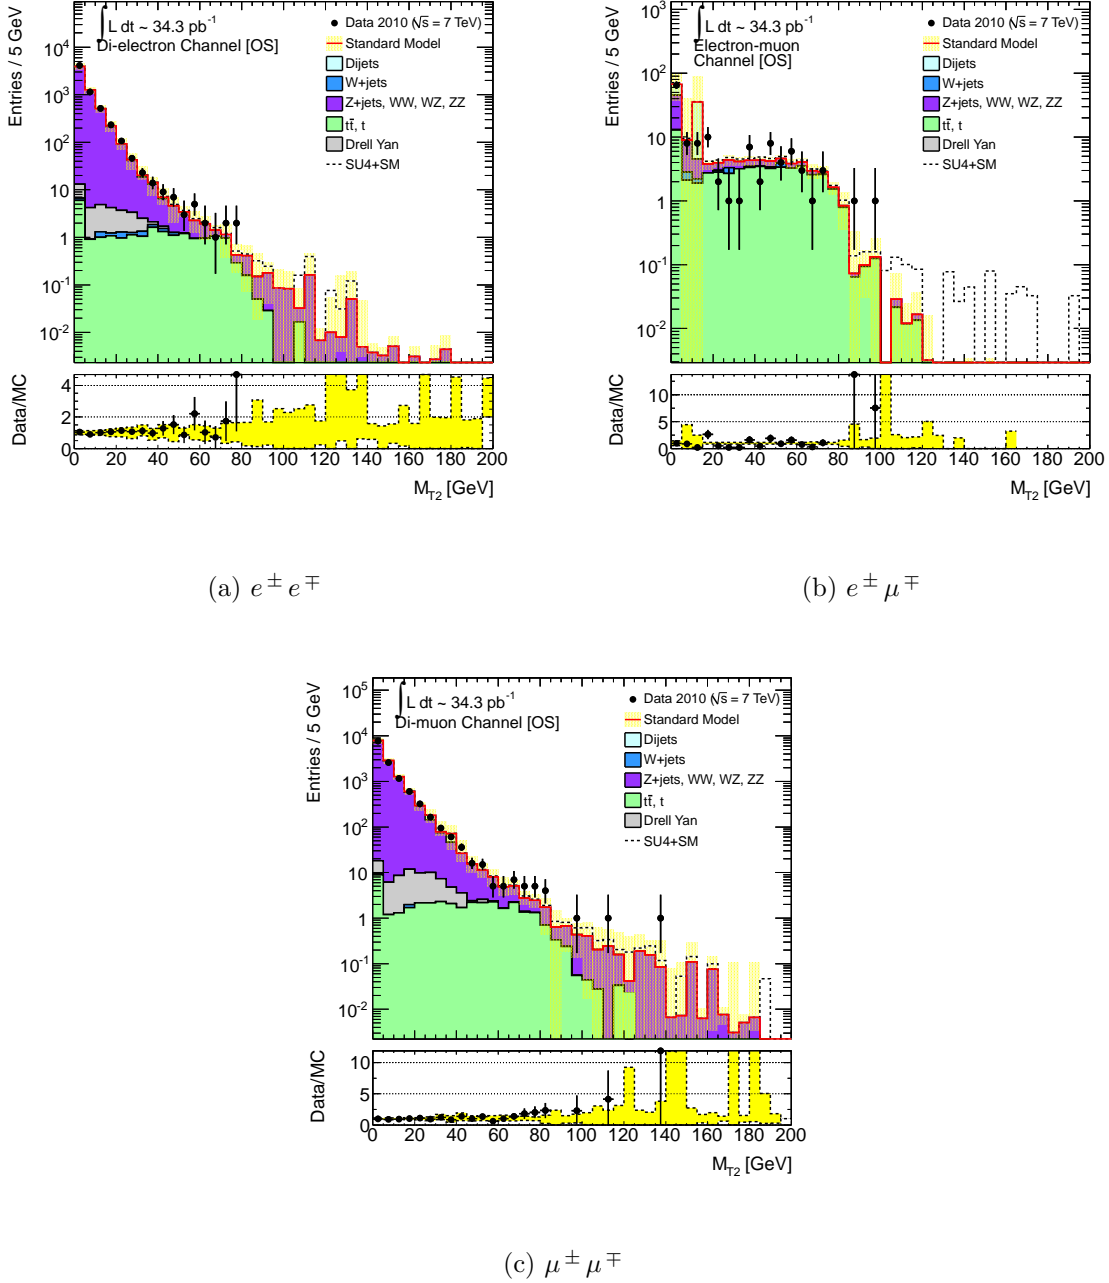 ∫ L dt ~ 34.3 pb⁻¹
Di-electron Channel [OS]
Data 2010 (√s = 7 TeV)
Standard Model
Dijets
W+jets
Z+jets, WW, WZ, ZZ
tt̄, t
Drell Yan
SU4+SM
Entries / 5 GeV
10⁴
10³
10²
10
1
10⁻¹
10⁻²
Data/MC
4
2
0
0 20 40 60 80 100 120 140 160 180 200
M_T2 [GeV]
(a) e± e∓
∫ L dt ~ 34.3 pb⁻¹
Electron-muon
Channel [OS]
Data 2010 (√s = 7 TeV)
Standard Model
Dijets
W+jets
Z+jets, WW, WZ, ZZ
tt̄, t
Drell Yan
SU4+SM
Entries / 5 GeV
10³
10²
10
1
10⁻¹
10⁻²
Data/MC
10
5
0
0 20 40 60 80 100 120 140 160 180 200
M_T2 [GeV]
(b) e± μ∓
∫ L dt ~ 34.3 pb⁻¹
Di-muon Channel [OS]
Data 2010 (√s = 7 TeV)
Standard Model
Dijets
W+jets
Z+jets, WW, WZ, ZZ
tt̄, t
Drell Yan
SU4+SM
Entries / 5 GeV
10⁵
10⁴
10³
10²
10
1
10⁻¹
10⁻²
Data/MC
10
5
0
0 20 40 60 80 100 120 140 160 180 200
M_T2 [GeV]
(c) μ± μ∓